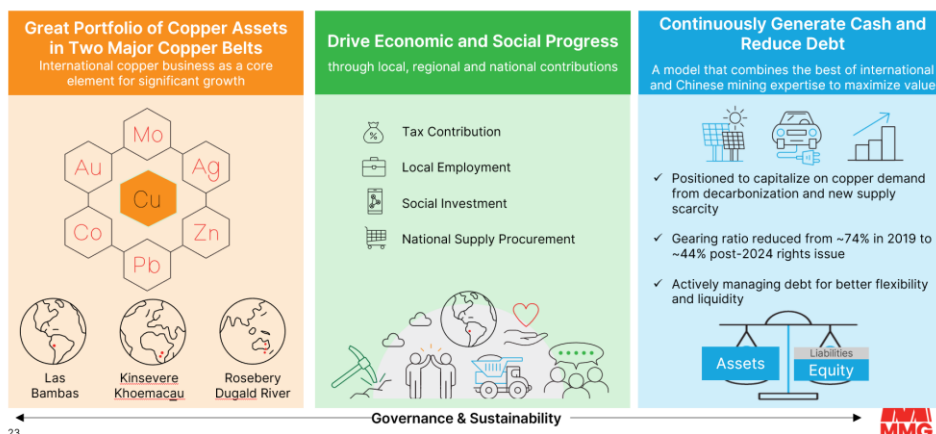 Great Portfolio of Copper Assets
in Two Major Copper Belts
International copper business as a core
element for significant growth
Mo
Au
Ag
Cu
Co
Zn
Pb
Las
Bambas
Kinsevere
Khoemacau
Rosebery
Dugald River
Drive Economic and Social Progress
through local, regional and national contributions
%
Tax Contribution
Local Employment
Social Investment
National Supply Procurement
Continuously Generate Cash and
Reduce Debt
A model that combines the best of international
and Chinese mining expertise to maximize value
✓ Positioned to capitalize on copper demand
from decarbonization and new supply
scarcity
✓ Gearing ratio reduced from ~74% in 2019 to
~44% post-2024 rights issue
✓ Actively managing debt for better flexibility
and liquidity
Assets
Liabilities
Equity
Governance & Sustainability
23
MMG